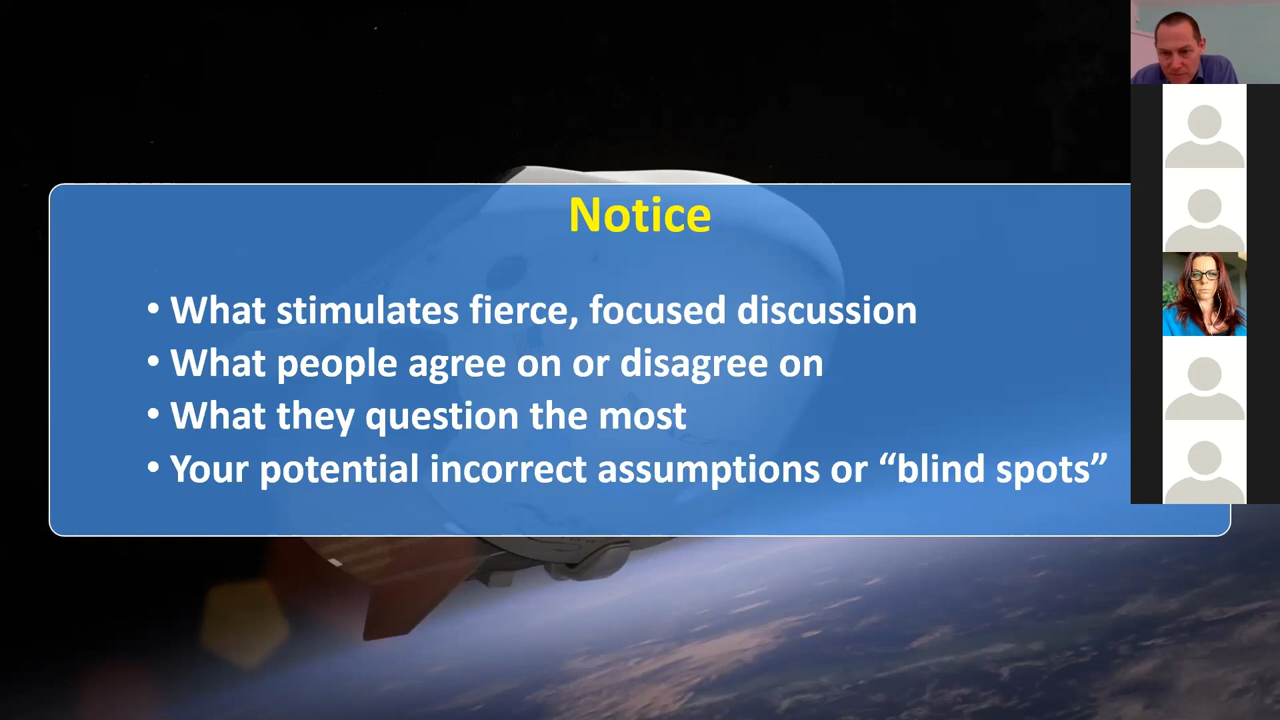 Notice
• What stimulates fierce, focused discussion
• What people agree on or disagree on
• What they question the most
• Your potential incorrect assumptions or “blind spots”